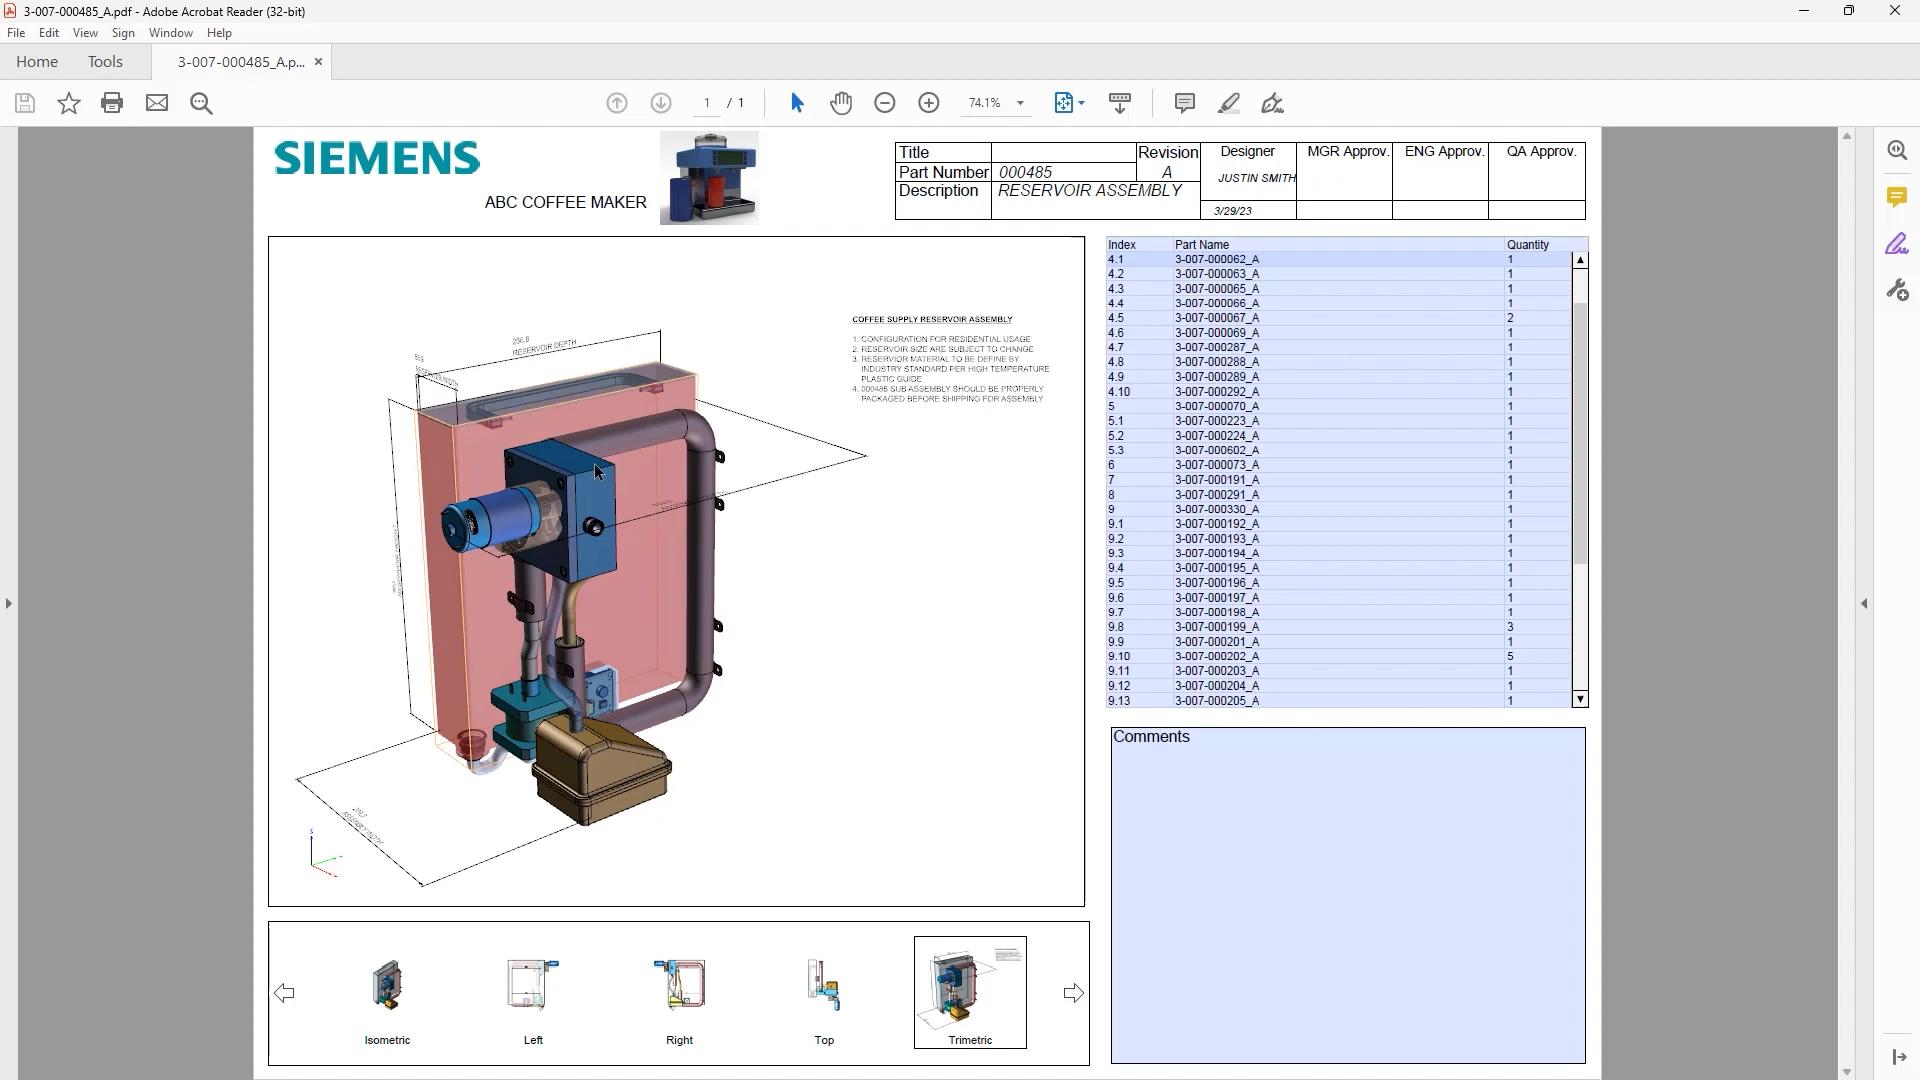 3-007-000485_A.pdf - Adobe Acrobat Reader (32-bit)
File Edit View Sign Window Help
Home Tools 3-007-000485_A.p... ×
1 / 1 74.1%
SIEMENS
ABC COFFEE MAKER
Title Revision Designer MGR Approv. ENG Approv. QA Approv.
Part Number 000485 A JUSTIN SMITH
Description RESERVOIR ASSEMBLY
3/29/23
COFFEE SUPPLY RESERVOIR ASSEMBLY
1. CONFIGURATION FOR RESIDENTIAL USAGE
2. RESERVOIR SIZE ARE SUBJECT TO CHANGE
3. RESERVIOR MATERIAL TO BE DEFINE BY
INDUSTRY STANDARD PER HIGH TEMPERATURE
PLASTIC GUIDE
4. 000485 SUB ASSEMBLY SHOULD BE PROPERLY
PACKAGED BEFORE SHIPPING FOR ASSEMBLY
256.8
RESERVOIR DEPTH
RESERVOIR WIDTH
ASSEMBLY WIDTH
Index Part Name Quantity
4.1 3-007-000062_A 1
4.2 3-007-000063_A 1
4.3 3-007-000065_A 1
4.4 3-007-000066_A 1
4.5 3-007-000067_A 2
4.6 3-007-000069_A 1
4.7 3-007-000287_A 1
4.8 3-007-000288_A 1
4.9 3-007-000289_A 1
4.10 3-007-000292_A 1
5 3-007-000070_A 1
5.1 3-007-000223_A 1
5.2 3-007-000224_A 1
5.3 3-007-000602_A 1
6 3-007-000073_A 1
7 3-007-000191_A 1
8 3-007-000291_A 1
9 3-007-000330_A 1
9.1 3-007-000192_A 1
9.2 3-007-000193_A 1
9.3 3-007-000194_A 1
9.4 3-007-000195_A 1
9.5 3-007-000196_A 1
9.6 3-007-000197_A 1
9.7 3-007-000198_A 1
9.8 3-007-000199_A 3
9.9 3-007-000201_A 1
9.10 3-007-000202_A 5
9.11 3-007-000203_A 1
9.12 3-007-000204_A 1
9.13 3-007-000205_A 1
Comments
Isometric Left Right Top Trimetric